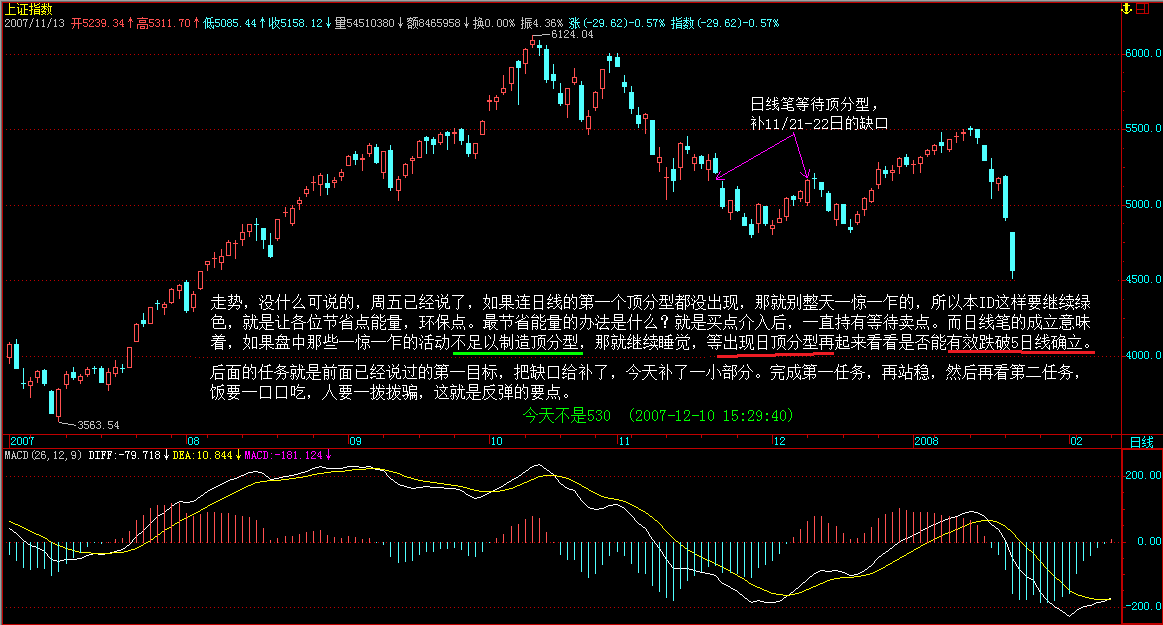 上证指数
2007/11/13 开5239.34↑高5311.70↑低5085.44↑收5158.12↓量54510380↓额8465958↓换0.00% 振4.36% 涨(-29.62)-0.57% 指数(-29.62)-0.57%
6124.04
6000.0
日线笔等待顶分型，
补11/21-22日的缺口
5500.0
5000.0
4500.0
走势，没什么可说的，周五已经说了，如果连日线的第一个顶分型都没出现，那就别整天一惊一乍的，所以本ID这样要继续绿
色，就是让各位节省点能量，环保点。最节省能量的办法是什么？就是买点介入后，一直持有等待卖点。而日线笔的成立意味
着，如果盘中那些一惊一乍的活动不足以制造顶分型，那就继续睡觉，等出现日顶分型再起来看看是否能有效跌破5日线确立。
4000.0
后面的任务就是前面已经说过的第一目标，把缺口给补了，今天补了一小部分。完成第一任务，再站稳，然后再看第二任务，
饭要一口口吃，人要一拨拨骗，这就是反弹的要点。
今天不是530 (2007-12-10 15:29:40)
3563.54
2007 08 09 10 11 12 2008 02 日线
MACD(26,12,9) DIFF:-79.718↓DEA:10.844↓MACD:-181.124↓
200.00
0.00
-200.0